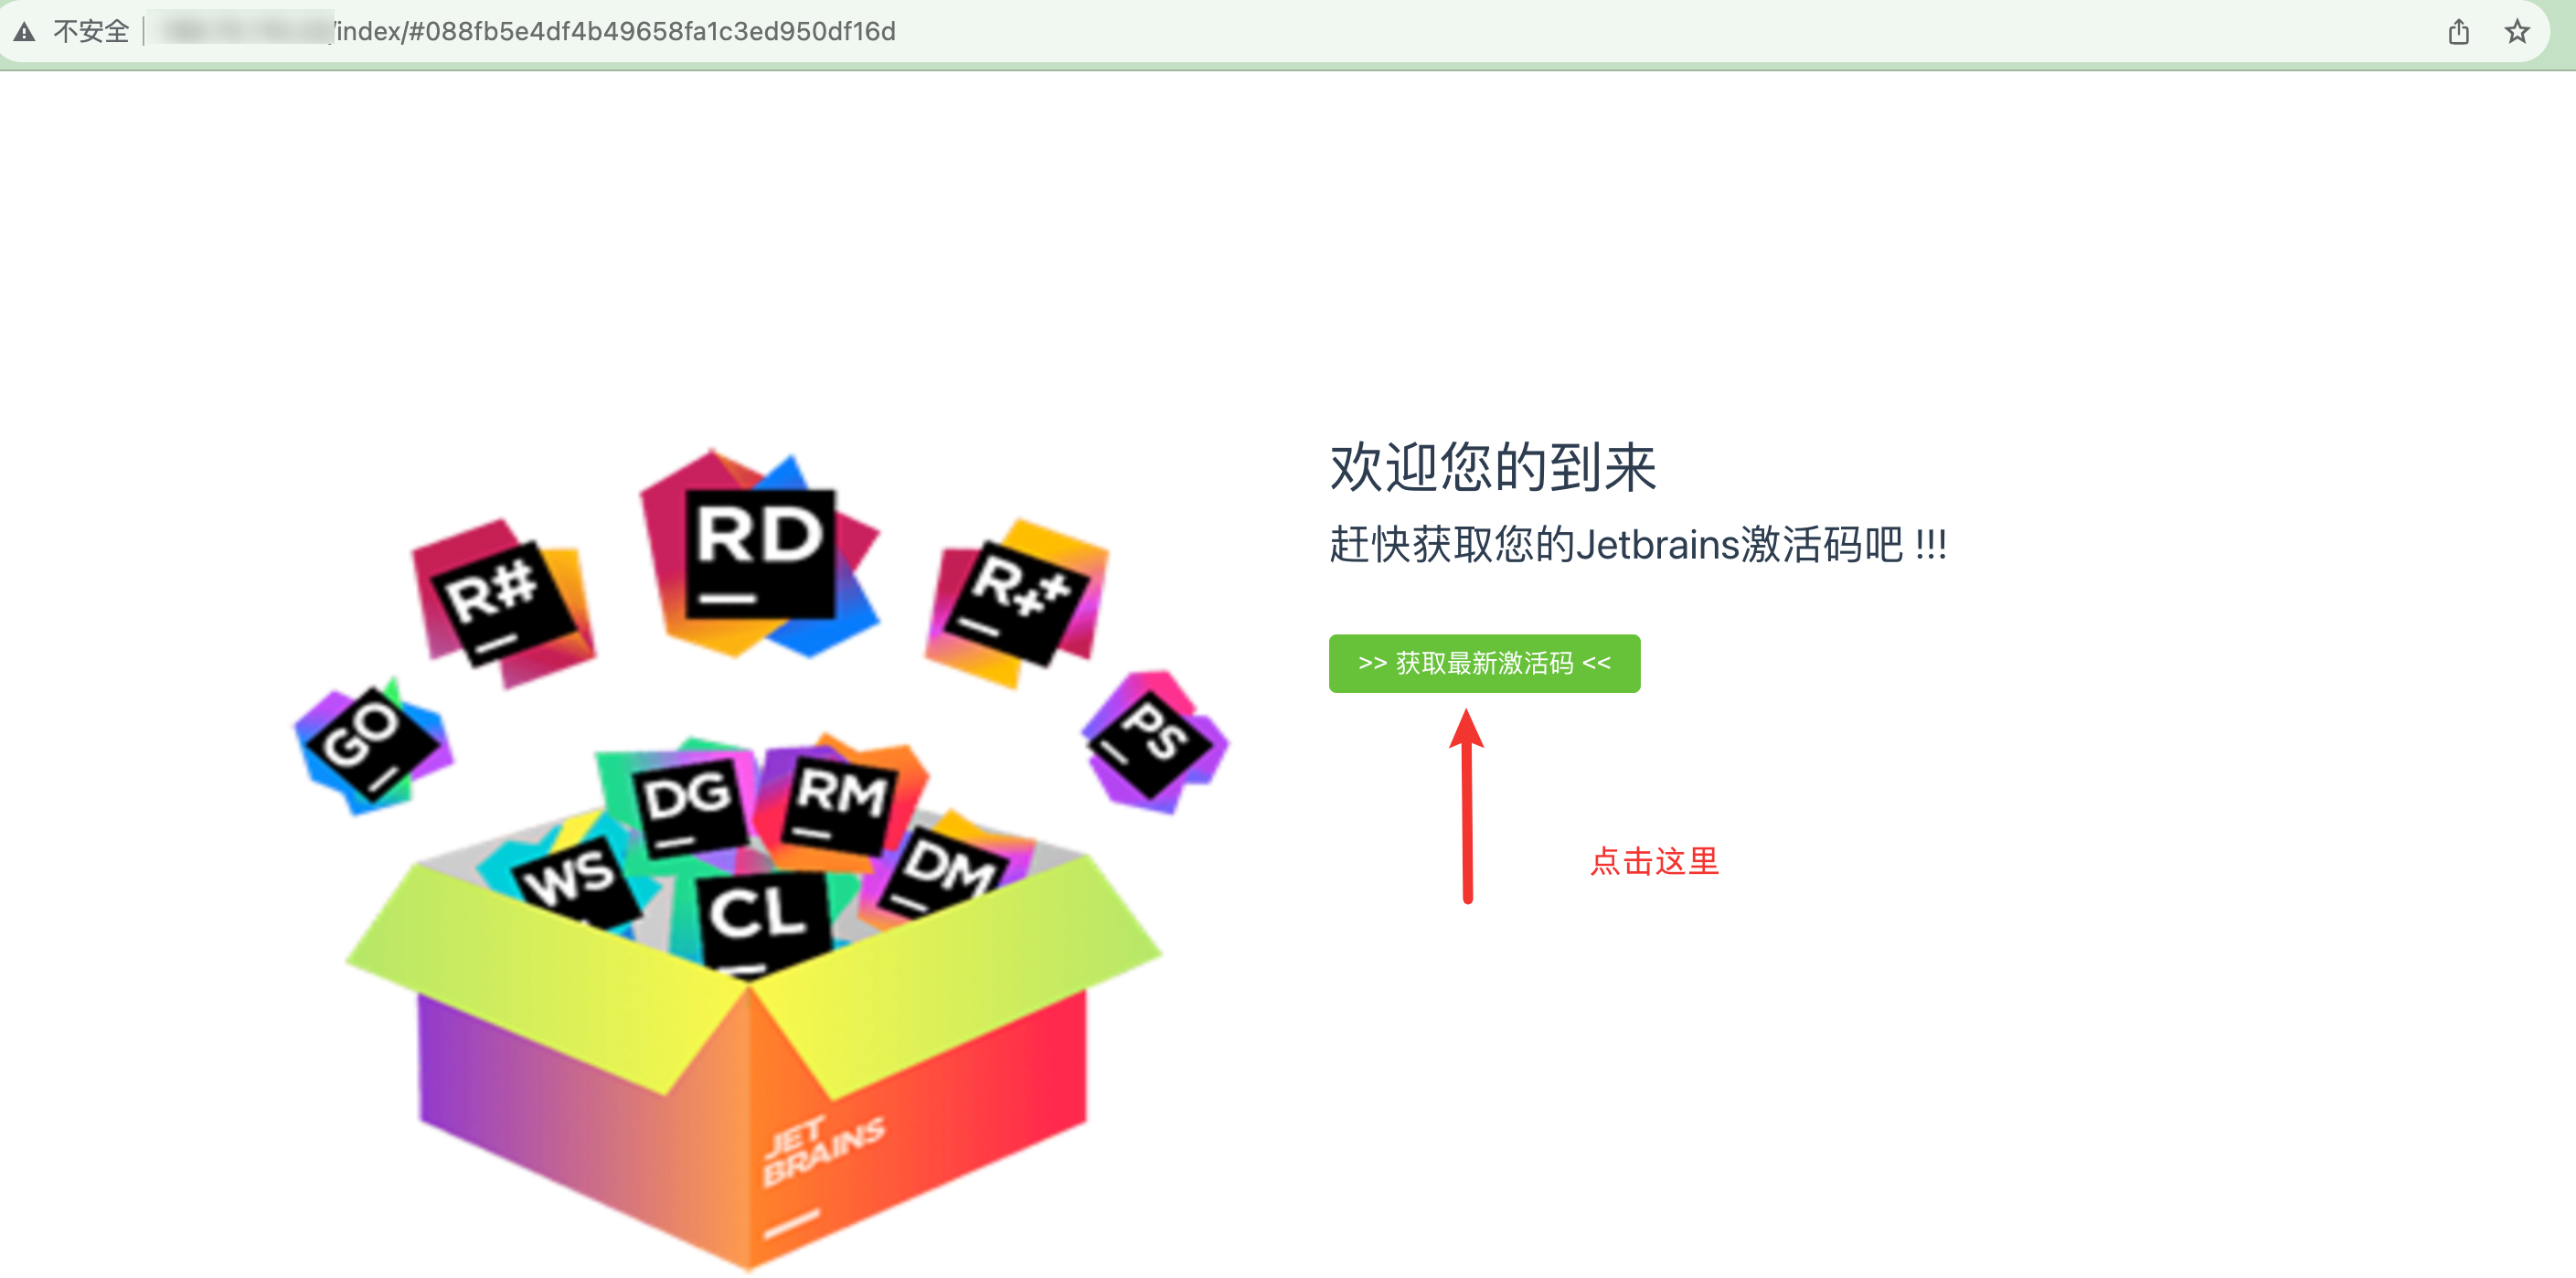 不安全
/index/#088fb5e4df4b49658fa1c3ed950df16d
欢迎您的到来
赶快获取您的Jetbrains激活码吧 !!!
>> 获取最新激活码 <<
点击这里
RD
R#
R++
GO
PS
DG
RM
WS
DM
CL
JET
BRAINS